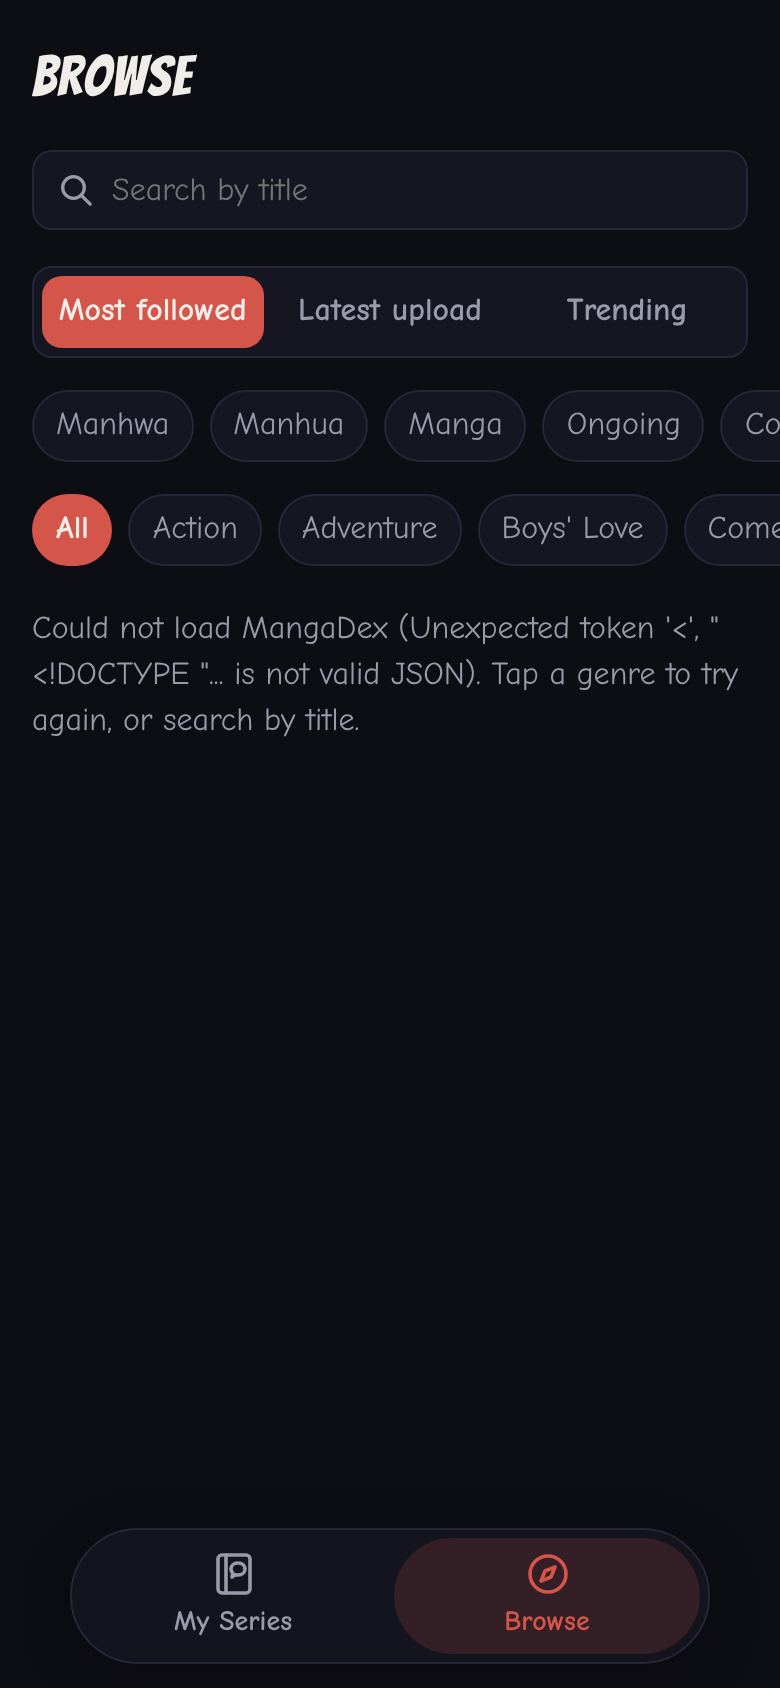 BROWSE
Search by title
Most followed Latest upload Trending
Manhwa Manhua Manga Ongoing Co
All Action Adventure Boys' Love Come
Could not load MangaDex (Unexpected token '<', "
<!DOCTYPE "... is not valid JSON). Tap a genre to try
again, or search by title.
My Series Browse